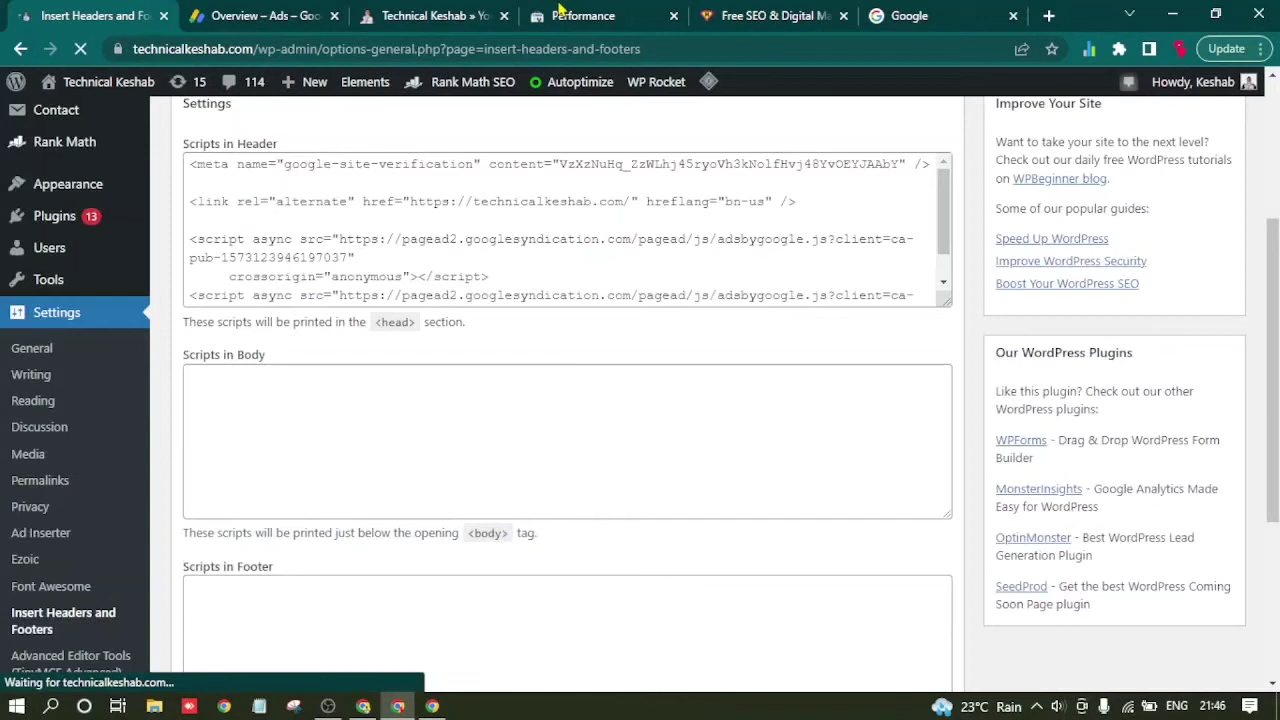 Insert Headers and Fo
Overview – Ads – Goo
Technical Keshab » Yo
Performance
Free SEO & Digital Ma
Google
technicalkeshab.com/wp-admin/options-general.php?page=insert-headers-and-footers
Update
Technical Keshab
15
114
New
Elements
Rank Math SEO
Autoptimize
WP Rocket
Howdy, Keshab
Contact
Rank Math
Appearance
Plugins 13
Users
Tools
Settings
General
Writing
Reading
Discussion
Media
Permalinks
Privacy
Ad Inserter
Ezoic
Font Awesome
Insert Headers and
Footers
Advanced Editor Tools
(TinyMCE Advanced)
Waiting for technicalkeshab.com...
Settings
Scripts in Header
<meta name="google-site-verification" content="VzXzNuHq_ZzWLhj45ryoVh3kNolfHvj48YvOEYJAAbY" />
<link rel="alternate" href="https://technicalkeshab.com/" hreflang="bn-us" />
<script async src="https://pagead2.googlesyndication.com/pagead/js/adsbygoogle.js?client=ca-
pub-1573123946197037"
crossorigin="anonymous"></script>
<script async src="https://pagead2.googlesyndication.com/pagead/js/adsbygoogle.js?client=ca-
These scripts will be printed in the <head> section.
Scripts in Body
These scripts will be printed just below the opening <body> tag.
Scripts in Footer
Improve Your Site
Want to take your site to the next level?
Check out our daily free WordPress tutorials
on WPBeginner blog.
Some of our popular guides:
Speed Up WordPress
Improve WordPress Security
Boost Your WordPress SEO
Our WordPress Plugins
Like this plugin? Check out our other
WordPress plugins:
WPForms - Drag & Drop WordPress Form
Builder
MonsterInsights - Google Analytics Made
Easy for WordPress
OptinMonster - Best WordPress Lead
Generation Plugin
SeedProd - Get the best WordPress Coming
Soon Page plugin
23°C Rain
ENG
21:46